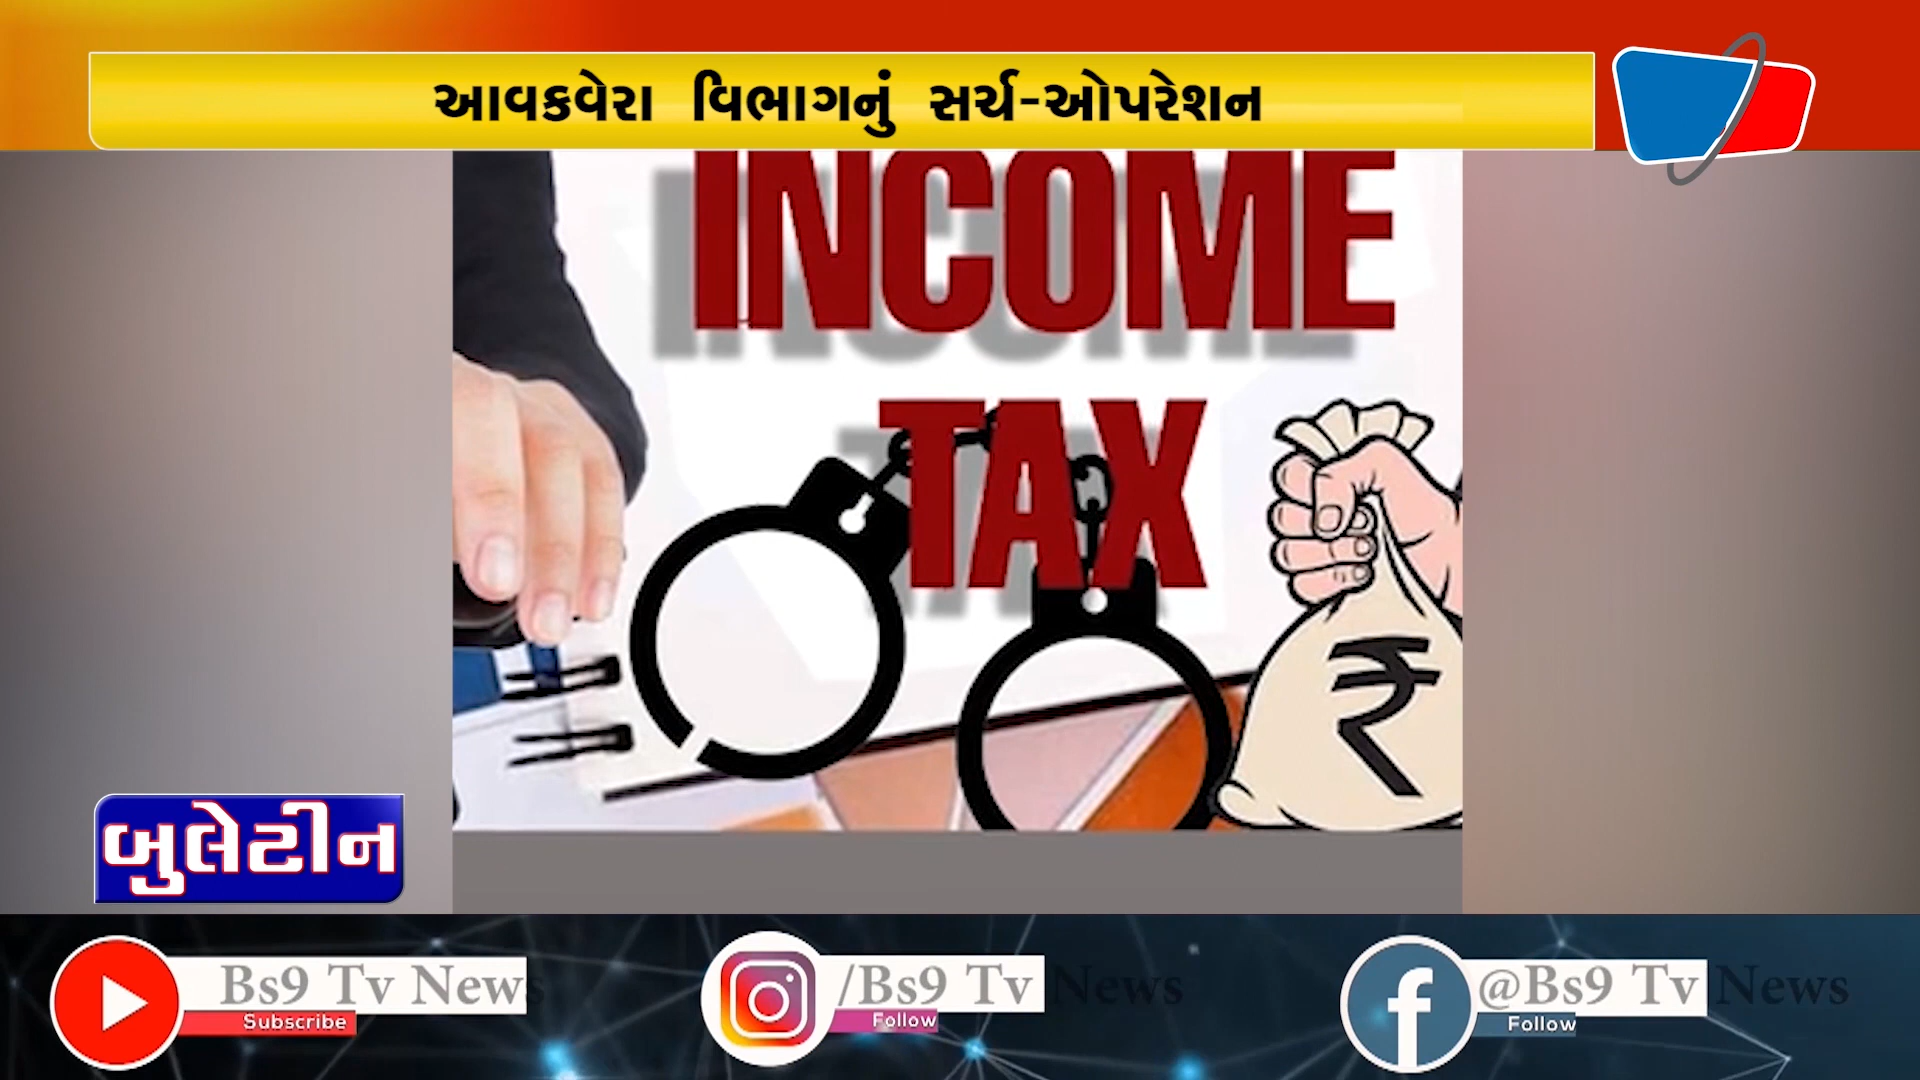 આવકવેરા વિભાગનું સર્ચ-ઓપરેશન
INCOME
TAX
₹
બુલેટીન
Bs9 Tv News
Subscribe
/Bs9 Tv News
Follow
@Bs9 Tv News
Follow